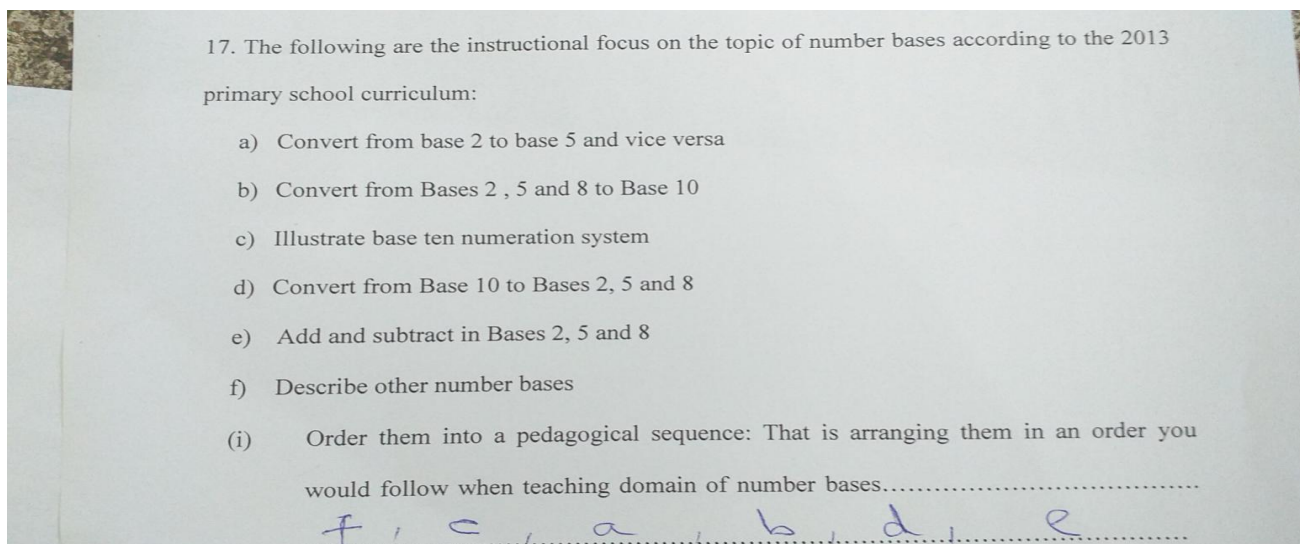 17. The following are the instructional focus on the topic of number bases according to the 2013
primary school curriculum:
a) Convert from base 2 to base 5 and vice versa
b) Convert from Bases 2 , 5 and 8 to Base 10
c) Illustrate base ten numeration system
d) Convert from Base 10 to Bases 2, 5 and 8
e) Add and subtract in Bases 2, 5 and 8
f) Describe other number bases
(i) Order them into a pedagogical sequence: That is arranging them in an order you
would follow when teaching domain of number bases.......................................
f , c , a , b , d , e